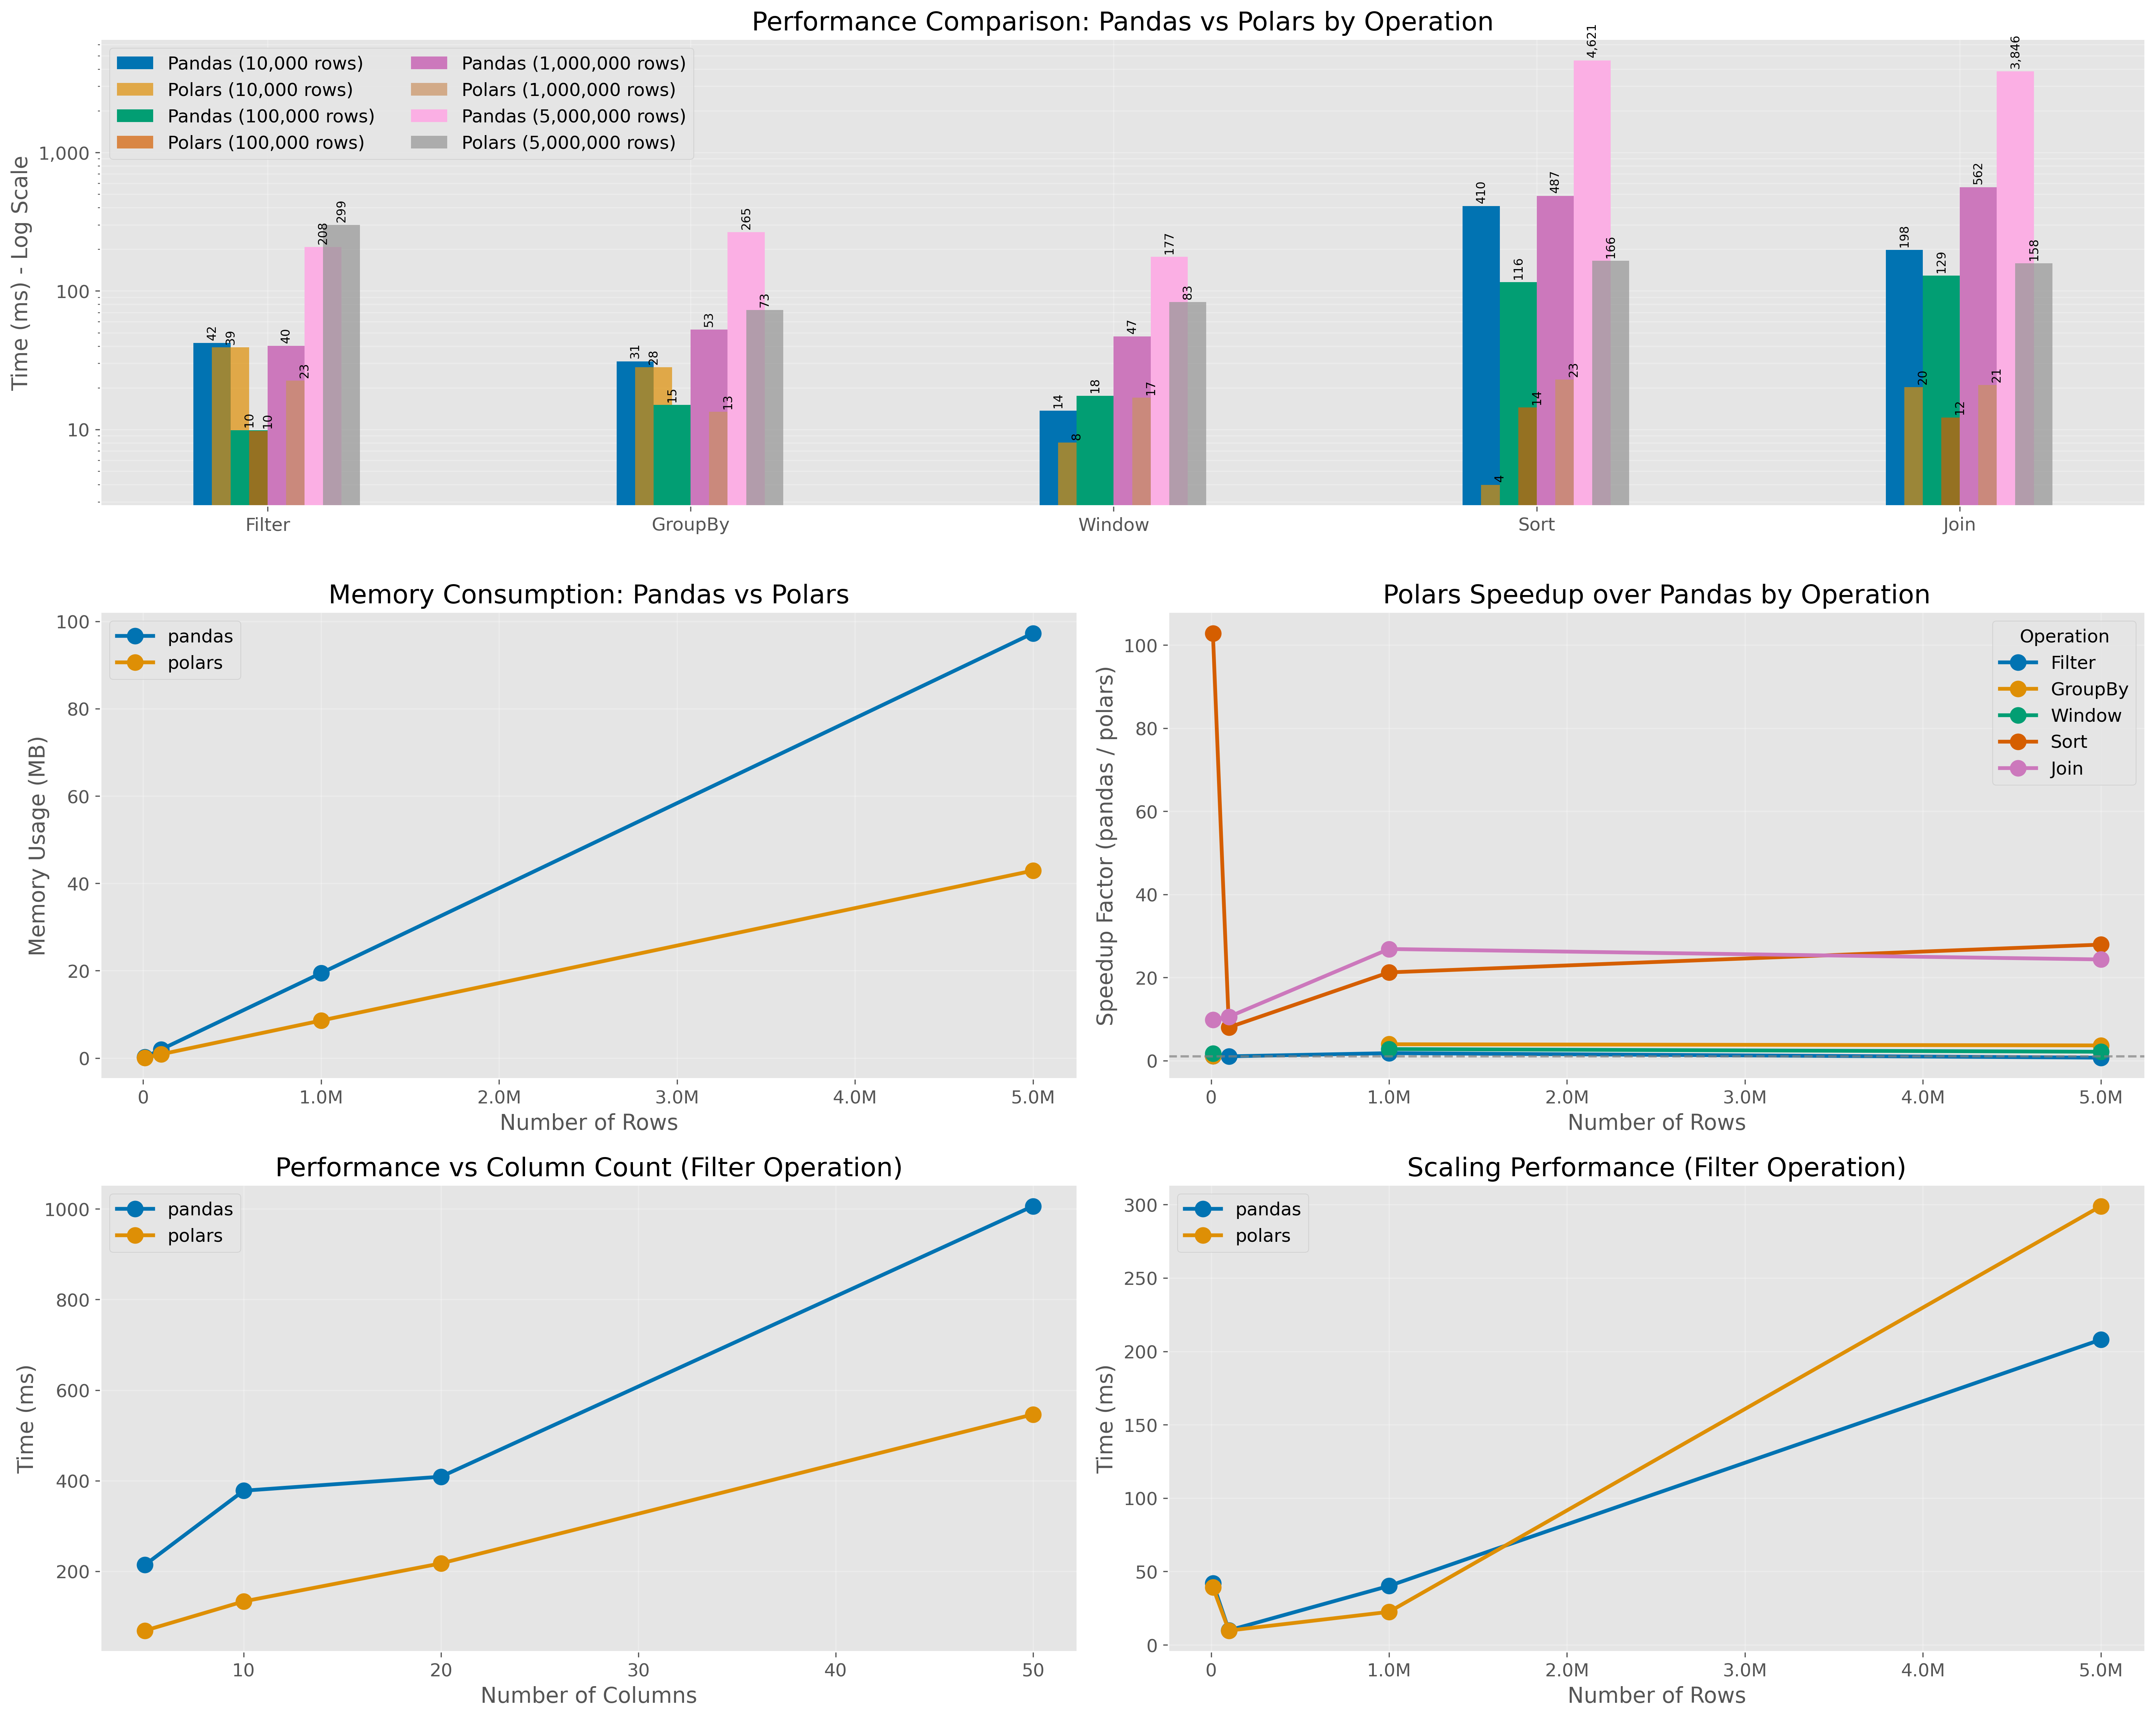 Performance Comparison: Pandas vs Polars by Operation
Pandas (10,000 rows)
Polars (10,000 rows)
Pandas (100,000 rows)
Polars (100,000 rows)
Pandas (1,000,000 rows)
Polars (1,000,000 rows)
Pandas (5,000,000 rows)
Polars (5,000,000 rows)
Time (ms) - Log Scale
1,000
100
10
42
39
10
10
40
23
208
299
31
28
15
53
13
265
73
14
8
18
47
17
177
83
410
4
116
14
487
23
4,621
166
198
20
129
12
562
21
3,846
158
Filter
GroupBy
Window
Sort
Join
Memory Consumption: Pandas vs Polars
pandas
polars
Memory Usage (MB)
100
80
60
40
20
0
0
1.0M
2.0M
3.0M
4.0M
5.0M
Number of Rows
Polars Speedup over Pandas by Operation
Operation
Filter
GroupBy
Window
Sort
Join
Speedup Factor (pandas / polars)
100
80
60
40
20
0
0
1.0M
2.0M
3.0M
4.0M
5.0M
Number of Rows
Performance vs Column Count (Filter Operation)
pandas
polars
Time (ms)
1000
800
600
400
200
10
20
30
40
50
Number of Columns
Scaling Performance (Filter Operation)
pandas
polars
Time (ms)
300
250
200
150
100
50
0
0
1.0M
2.0M
3.0M
4.0M
5.0M
Number of Rows